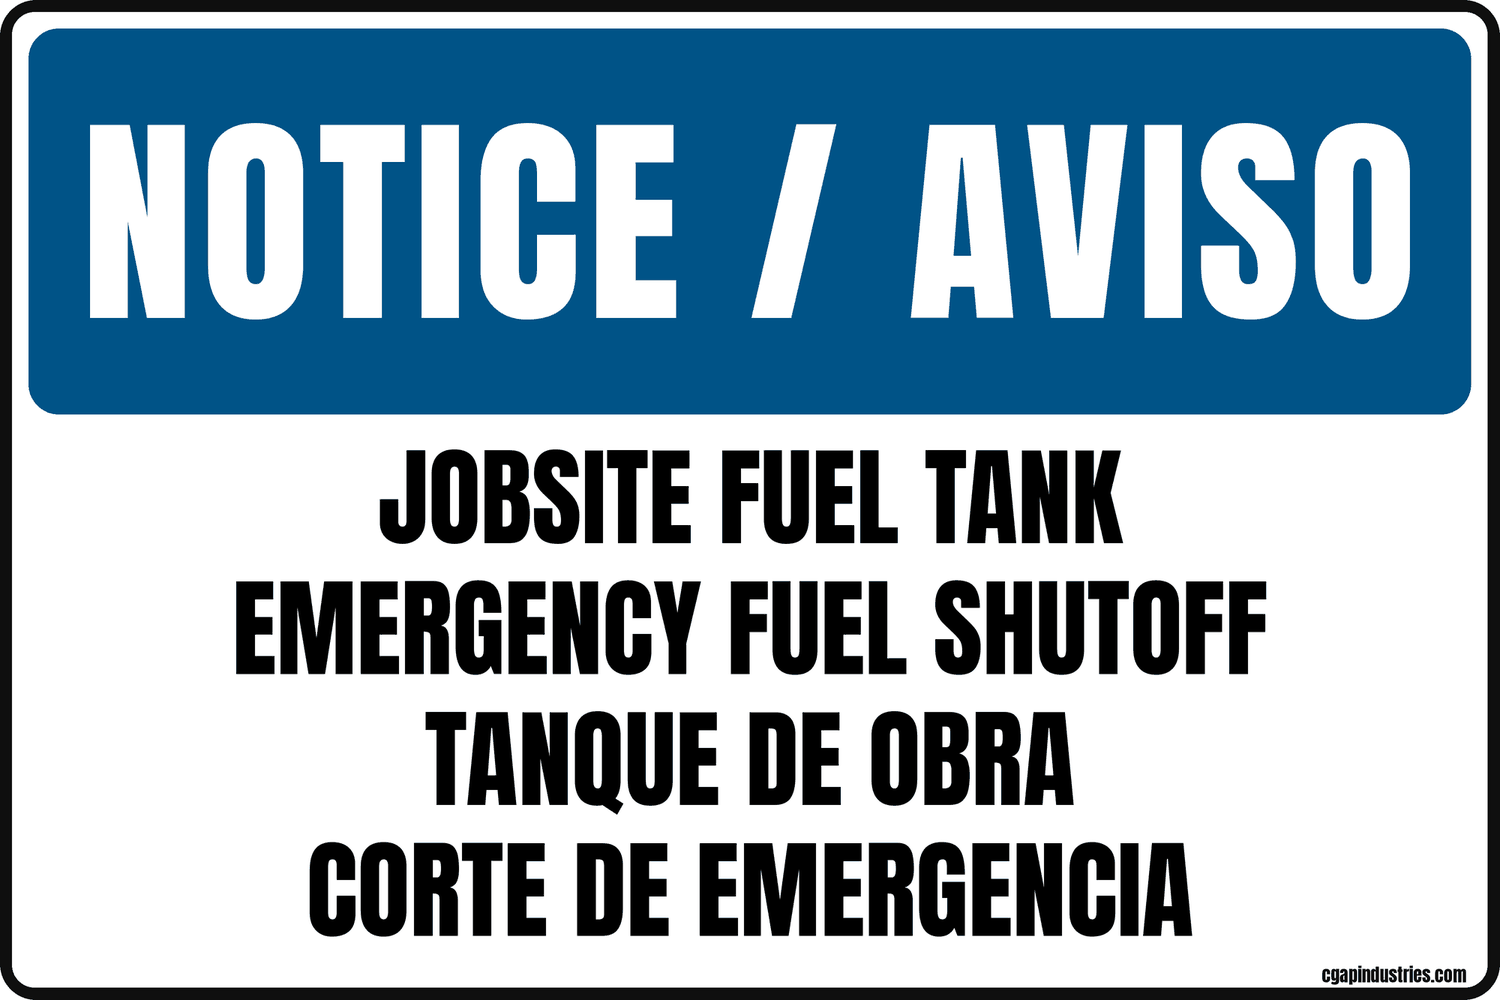 NOTICE / AVISO
JOBSITE FUEL TANK
EMERGENCY FUEL SHUTOFF
TANQUE DE OBRA
CORTE DE EMERGENCIA
cgapindustries.com